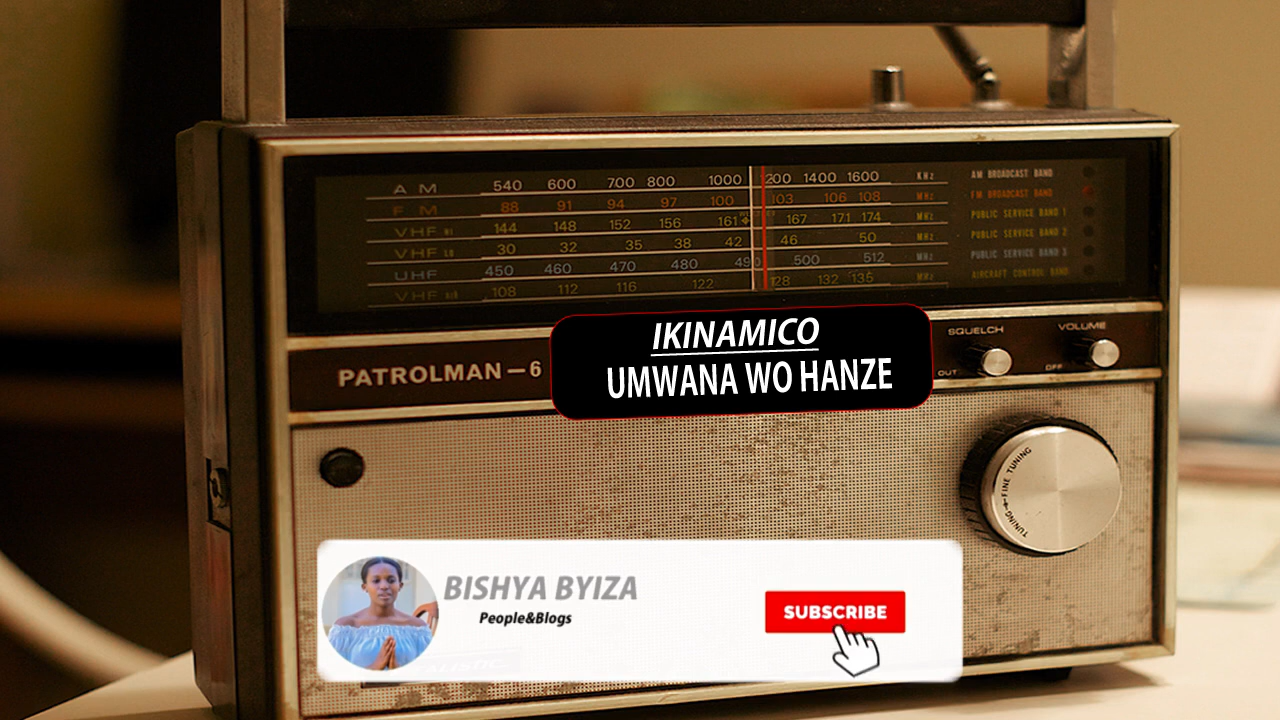 AM 540 600 700 800 1000 1200 1400 1600 KHz AM BROADCAST BAND
FM 88 91 94 97 100 103 106 108 MHz FM BROADCAST BAND
VHF HI 144 148 152 156 161 167 171 174 MHz PUBLIC SERVICE BAND 1
VHF LO 30 32 35 38 42 46 50 MHz PUBLIC SERVICE BAND 2
UHF 450 460 470 480 490 500 512 MHz PUBLIC SERVICE BAND 3
VHF 108 112 116 122 128 132 135 MHz AIRCRAFT CONTROL BAND
IKINAMICO
UMWANA WO HANZE
PATROLMAN-6
SQUELCH
VOLUME
OUT
OFF
TUNING FINE TUNING
BISHYA BYIZA
People&Blogs
SUBSCRIBE